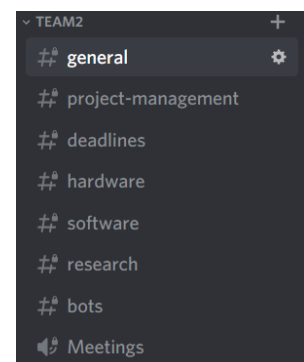 TEAM2
general
project-management
deadlines
hardware
software
research
bots
Meetings